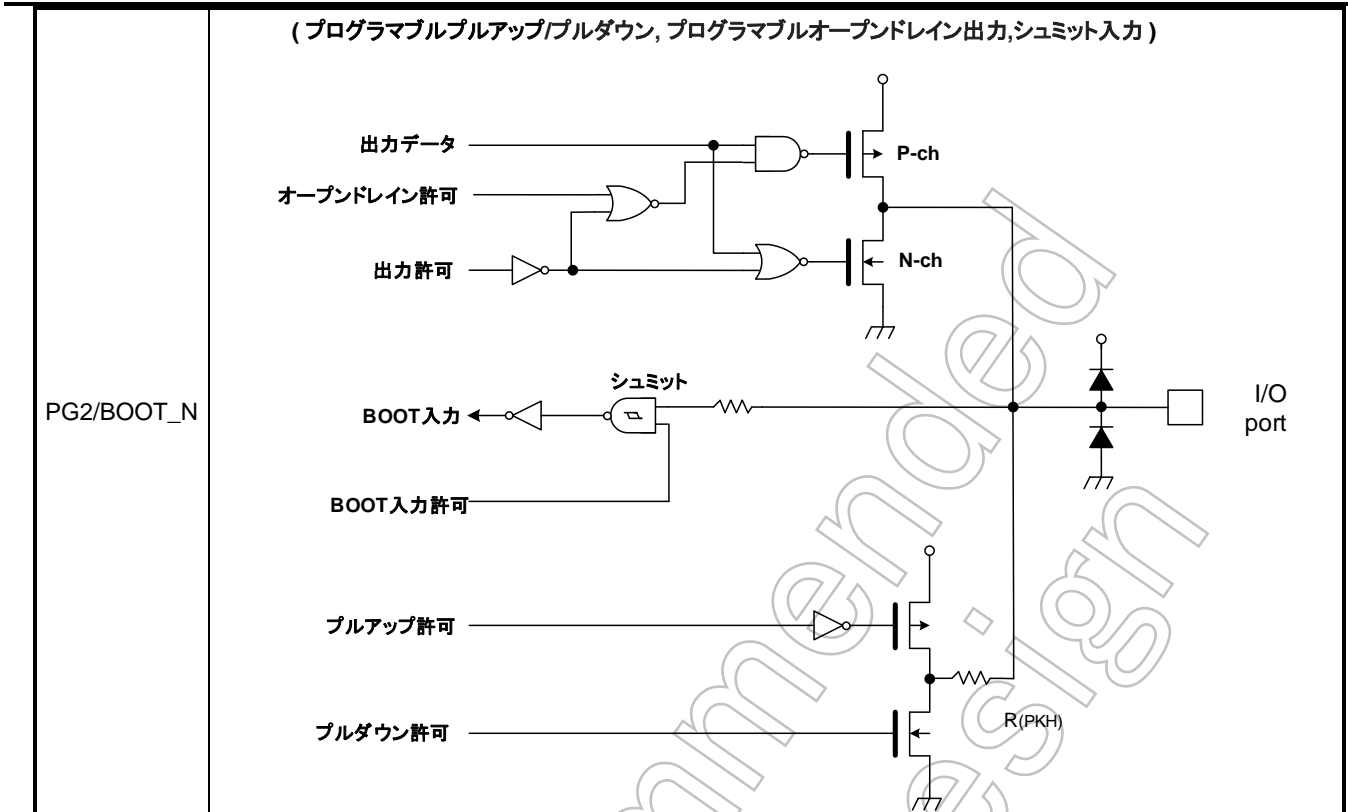 ( プログラマブルプルアップ/プルダウン, プログラマブルオープンドレイン出力,シュミット入力 )
出力データ
P-ch
オープンドレイン許可
出力許可
N-ch
シュミット
PG2/BOOT_N
BOOT入力
I/O
port
BOOT入力許可
プルアップ許可
R(PKH)
プルダウン許可
mmended
esign